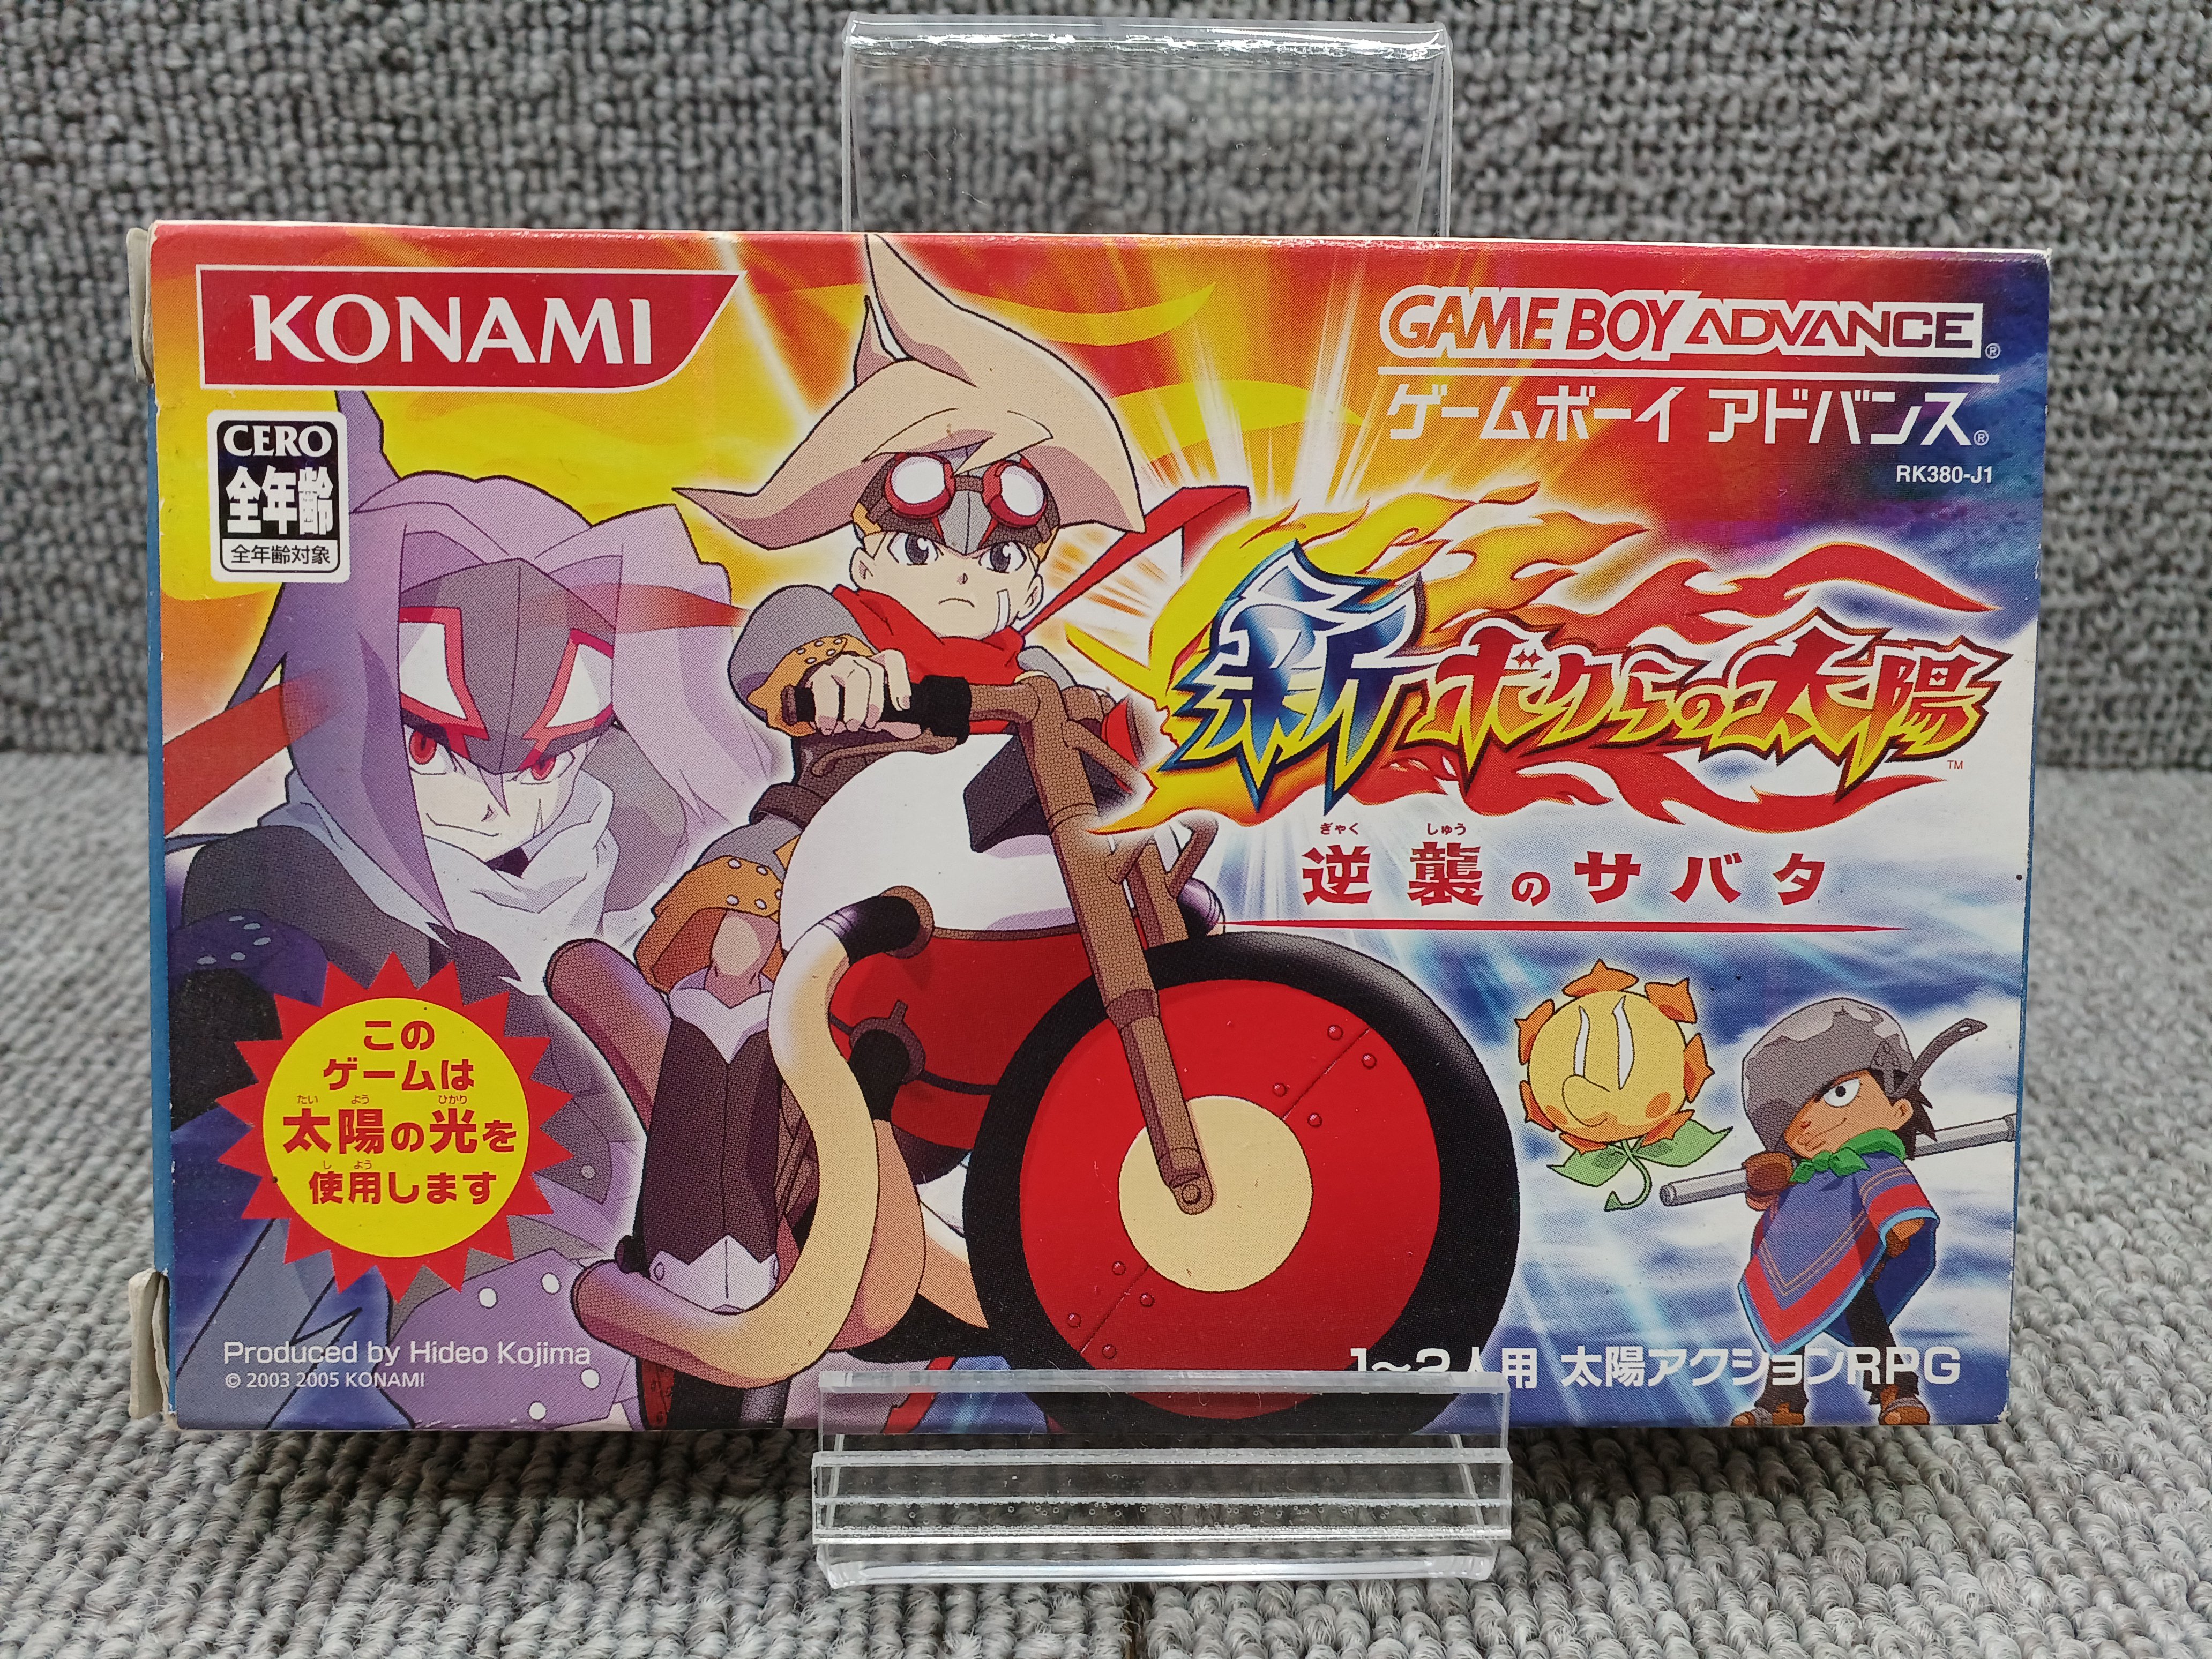 KONAMI
GAME BOY ADVANCE®
ゲームボーイ アドバンス®
RK380-J1
CERO
全年齢
全年齢対象
新ボクらの太陽
TM
ぎゃく しゅう
逆襲のサバタ
この
ゲームは
たい よう ひかり
太陽の光を
し よう
使用します
Produced by Hideo Kojima
© 2003 2005 KONAMI
1～2人用 太陽アクションRPG